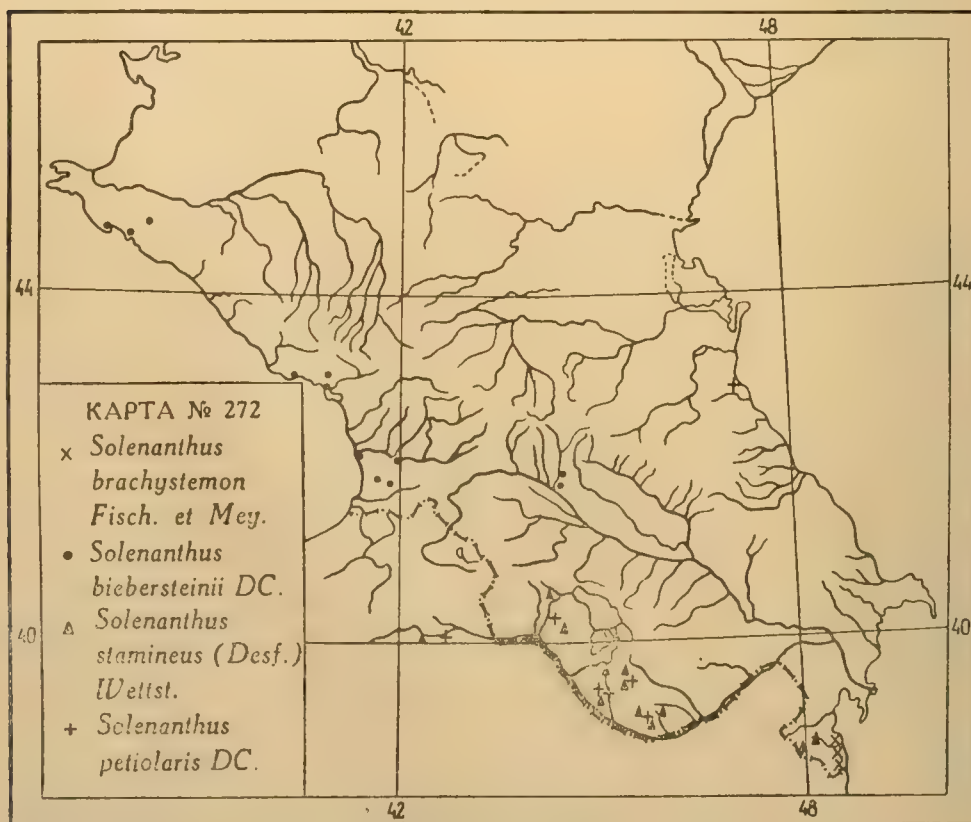 42 48
44 44
КАРТА № 272
× Solenanthus
brachystemon
Fisch. et Mey.
• Solenanthus
biebersteinii DC.
Solenanthus
40 40
stamineus (Desf.)
Wettst.
+ Solenanthus
petiolaris DC.
42 48